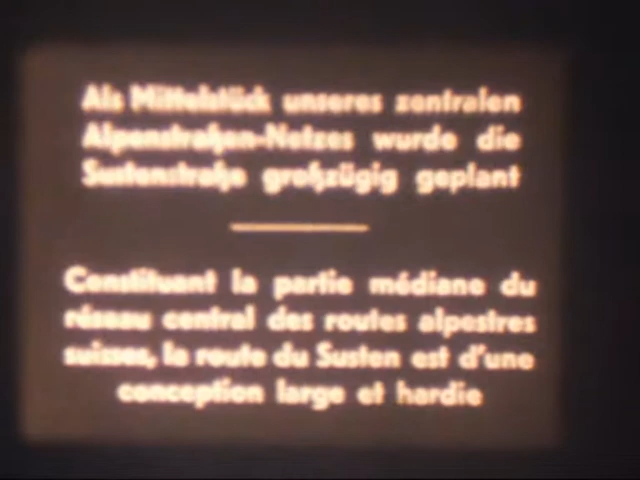 Als Mittelstück unseres zentralen
Alpenstraßen-Netzes wurde die
Sustenstraße großzügig geplant
Constituant la partie médiane du
réseau central des routes alpestres
suisses, la route du Susten est d'une
conception large et hardie